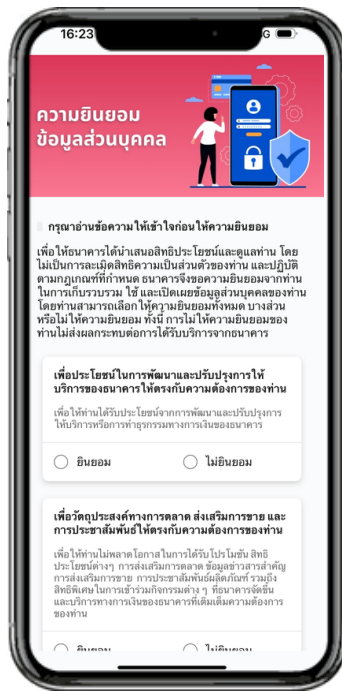 16:23
G
ความยินยอม
ข้อมูลส่วนบุคคล
กรุณาอ่านข้อความให้เข้าใจก่อนให้ความยินยอม
เพื่อให้ธนาคารได้นำเสนอสิทธิประโยชน์และดูแลท่าน โดย
ไม่เป็นการละเมิดสิทธิความเป็นส่วนตัวของท่าน และปฏิบัติ
ตามกฎเกณฑ์ที่กำหนด ธนาคารจึงขอความยินยอมจากท่าน
ในการเก็บรวบรวม ใช้ และเปิดเผยข้อมูลส่วนบุคคลของท่าน
โดยท่านสามารถเลือกให้ความยินยอมทั้งหมด บางส่วน
หรือไม่ให้ความยินยอม ทั้งนี้ การไม่ให้ความยินยอมของ
ท่านไม่ส่งผลกระทบต่อการได้รับบริการจากธนาคาร
เพื่อประโยชน์ในการพัฒนาและปรับปรุงการให้
บริการของธนาคารให้ตรงกับความต้องการของท่าน
เพื่อให้ท่านได้รับประโยชน์จากการพัฒนาและปรับปรุงการ
ให้บริการหรือการทำธุรกรรมทางการเงินของธนาคาร
ยินยอม ไม่ยินยอม
เพื่อวัตถุประสงค์ทางการตลาด ส่งเสริมการขาย และ
การประชาสัมพันธ์ให้ตรงกับความต้องการของท่าน
เพื่อให้ท่านไม่พลาดโอกาสในการได้รับโปรโมชัน สิทธิ
ประโยชน์ต่างๆ การส่งเสริมการตลาด ข้อมูลข่าวสารสำคัญ
การส่งเสริมการขาย การประชาสัมพันธ์ผลิตภัณฑ์ รวมถึง
สิทธิพิเศษในการเข้าร่วมกิจกรรมต่าง ๆ ที่ธนาคารจัดขึ้น
และบริการทางการเงินของธนาคารที่เติมเต็มความต้องการ
ของท่าน
ยินยอม ไม่ยินยอม